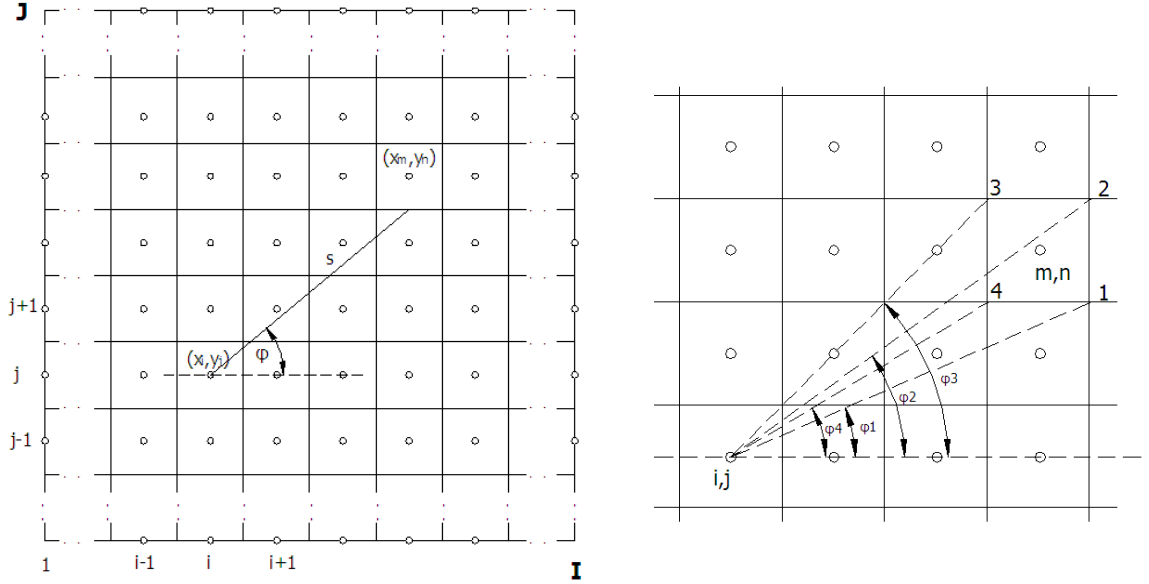 J
(xm,yn)
s
j+1
(xi,yj)
φ
j
j-1
1
i-1
i
i+1
I
3
2
m,n
4
1
φ3
φ2
φ4
φ1
i,j